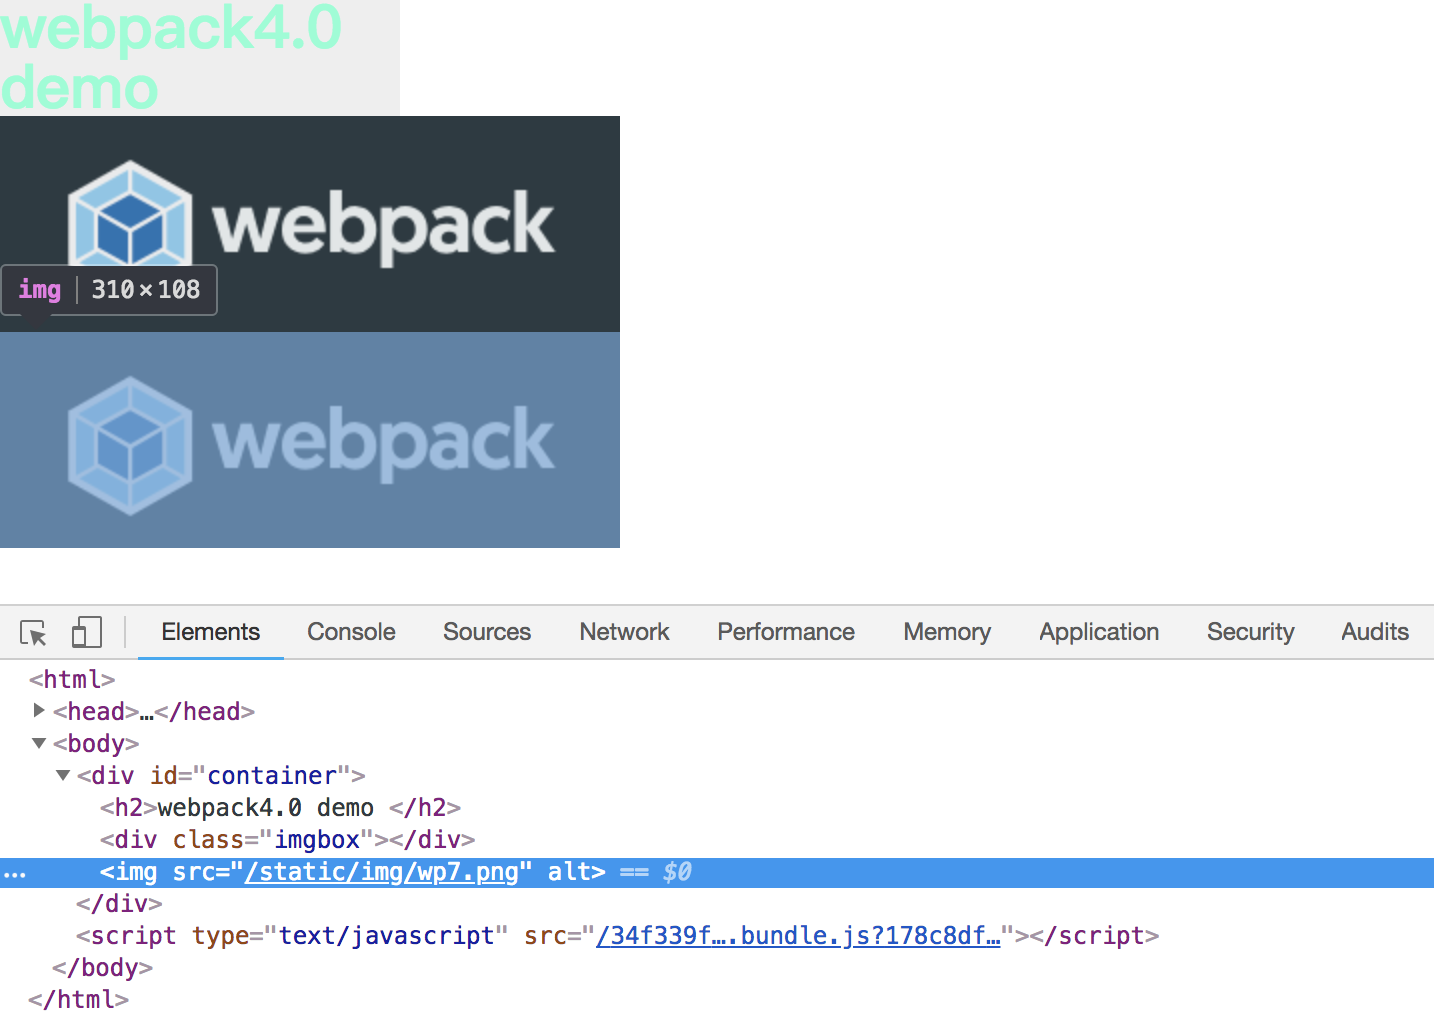 webpack4.0
demo
webpack
img 310 × 108
webpack
Elements Console Sources Network Performance Memory Application Security Audits
<html>
<head>…</head>
<body>
<div id="container">
<h2>webpack4.0 demo </h2>
<div class="imgbox"></div>
… <img src="/static/img/wp7.png" alt> == $0
</div>
<script type="text/javascript" src="/34f339f….bundle.js?178c8df…"></script>
</body>
</html>